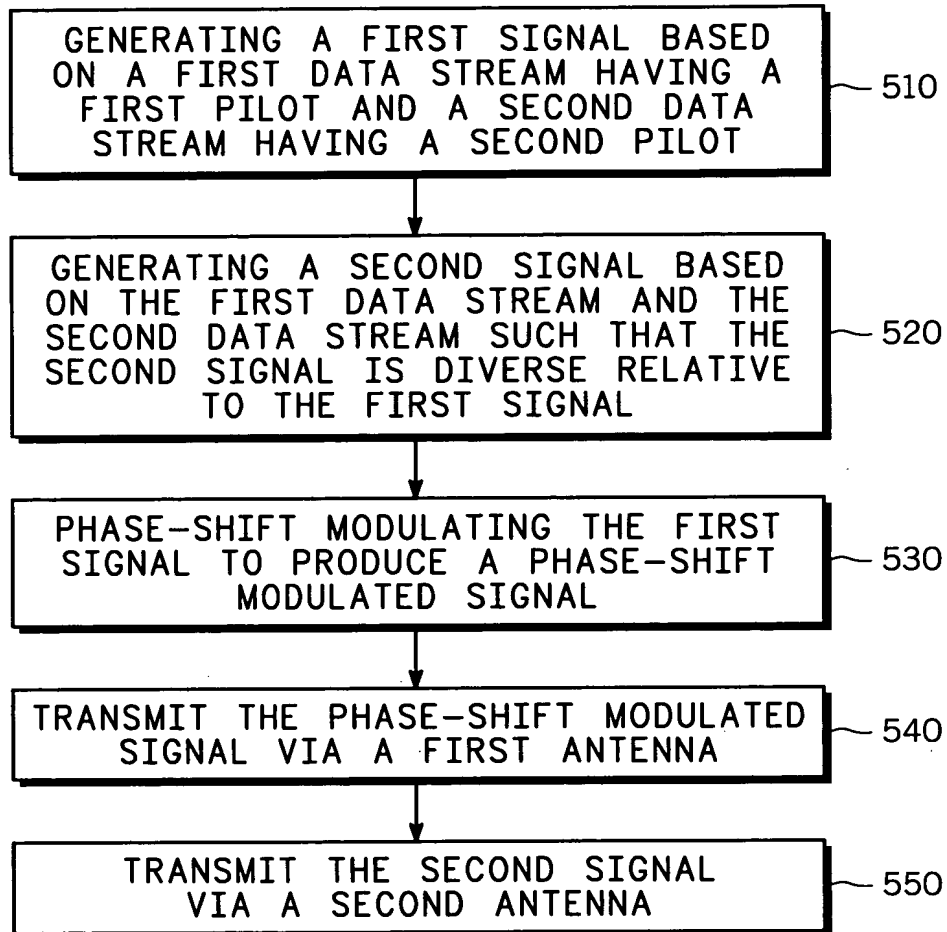 GENERATING A FIRST SIGNAL BASED
ON A FIRST DATA STREAM HAVING A
FIRST PILOT AND A SECOND DATA
STREAM HAVING A SECOND PILOT
510
GENERATING A SECOND SIGNAL BASED
ON THE FIRST DATA STREAM AND THE
SECOND DATA STREAM SUCH THAT THE
SECOND SIGNAL IS DIVERSE RELATIVE
TO THE FIRST SIGNAL
520
PHASE-SHIFT MODULATING THE FIRST
SIGNAL TO PRODUCE A PHASE-SHIFT
MODULATED SIGNAL
530
TRANSMIT THE PHASE-SHIFT MODULATED
SIGNAL VIA A FIRST ANTENNA
540
TRANSMIT THE SECOND SIGNAL
VIA A SECOND ANTENNA
550